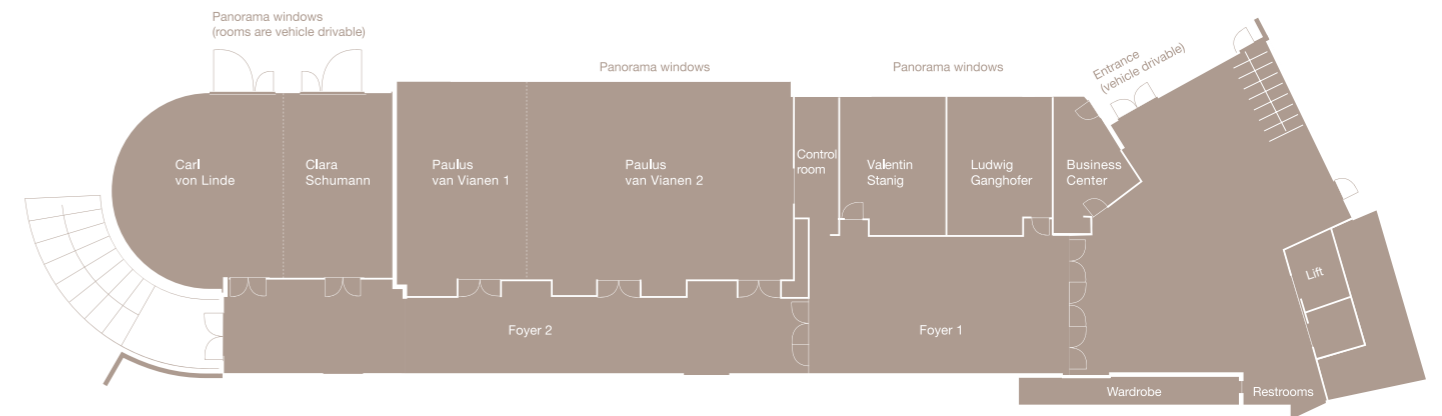 Panorama windows
(rooms are vehicle drivable)
Panorama windows
Panorama windows
Entrance
(vehicle drivable)
Carl
von Linde
Clara
Schumann
Paulus
van Vianen 1
Paulus
van Vianen 2
Control
room
Valentin
Stanig
Ludwig
Ganghofer
Business
Center
Lift
Foyer 2
Foyer 1
Wardrobe
Restrooms